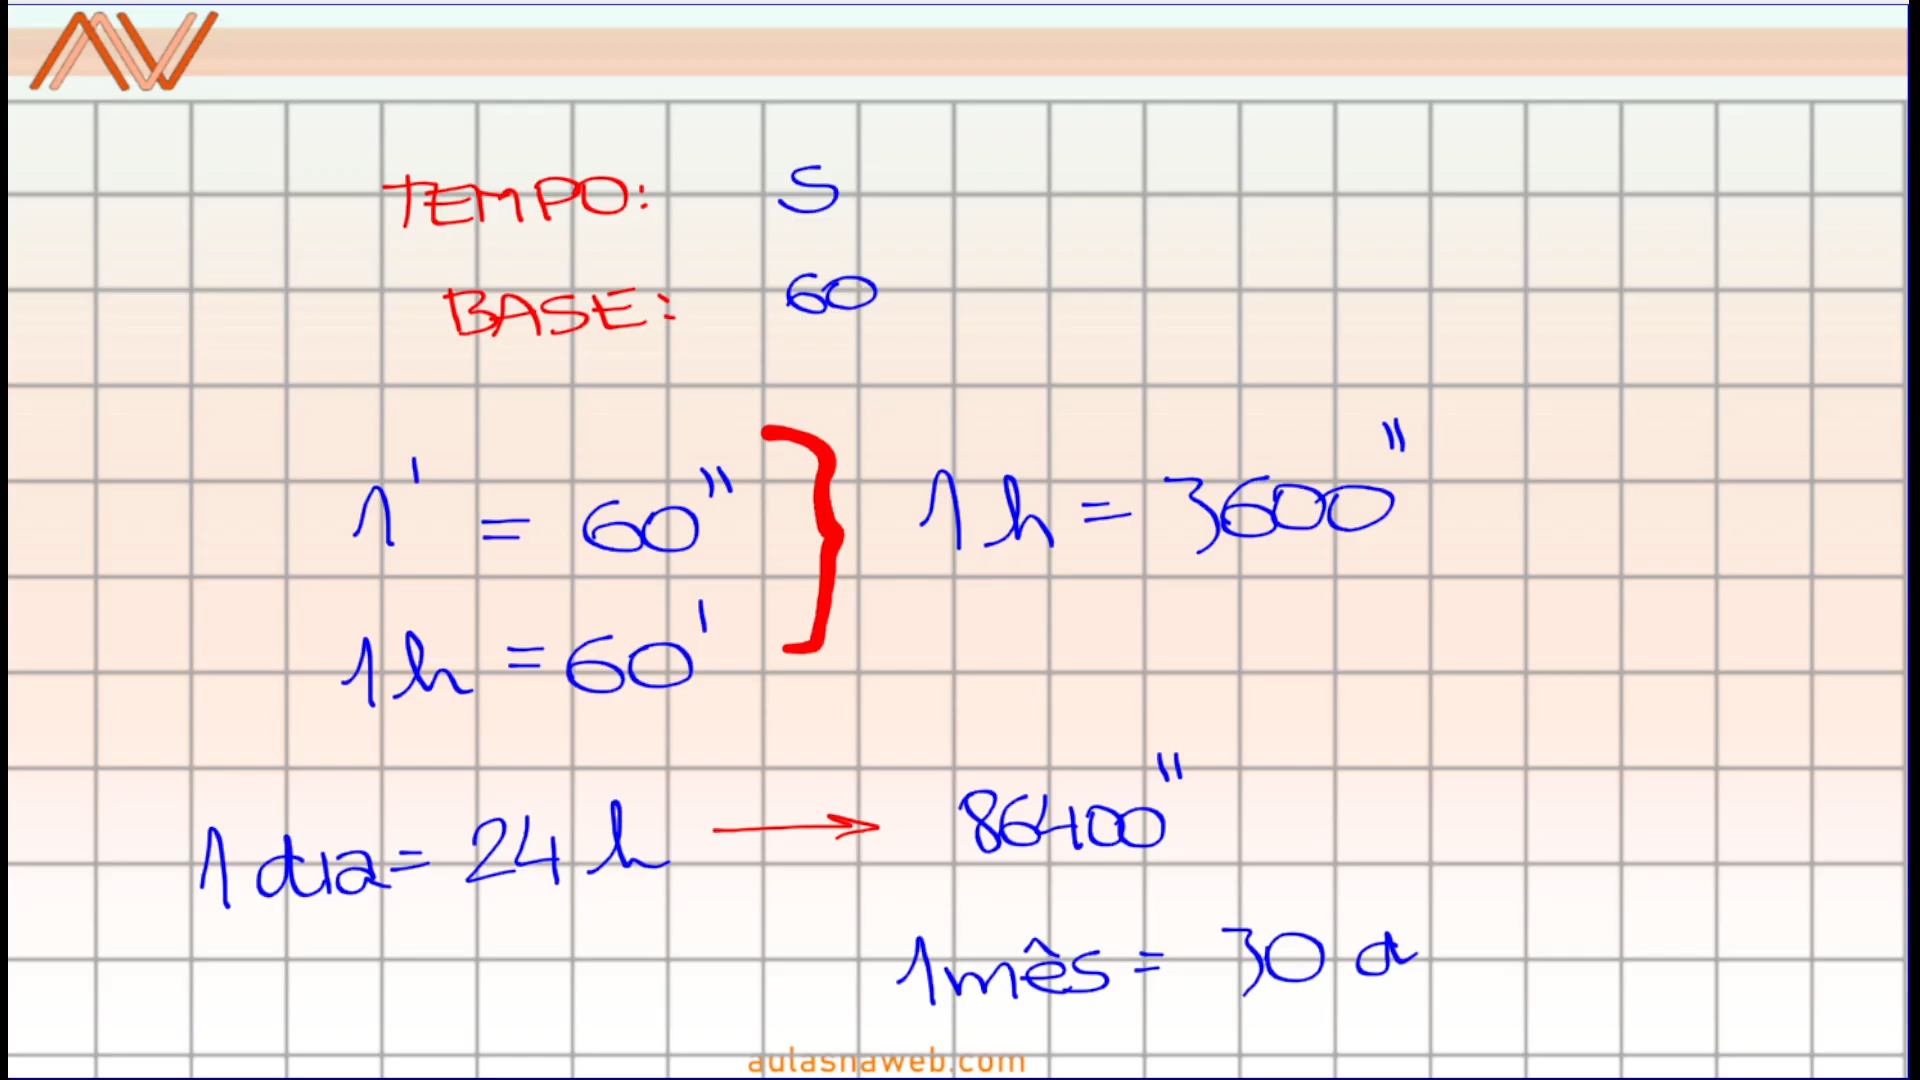 TEMPO: S
BASE: 60
1' = 60"
1h = 60'
1h = 3600"
1 dia = 24 h → 86400"
1 mês = 30 d
aulasnaweb.com